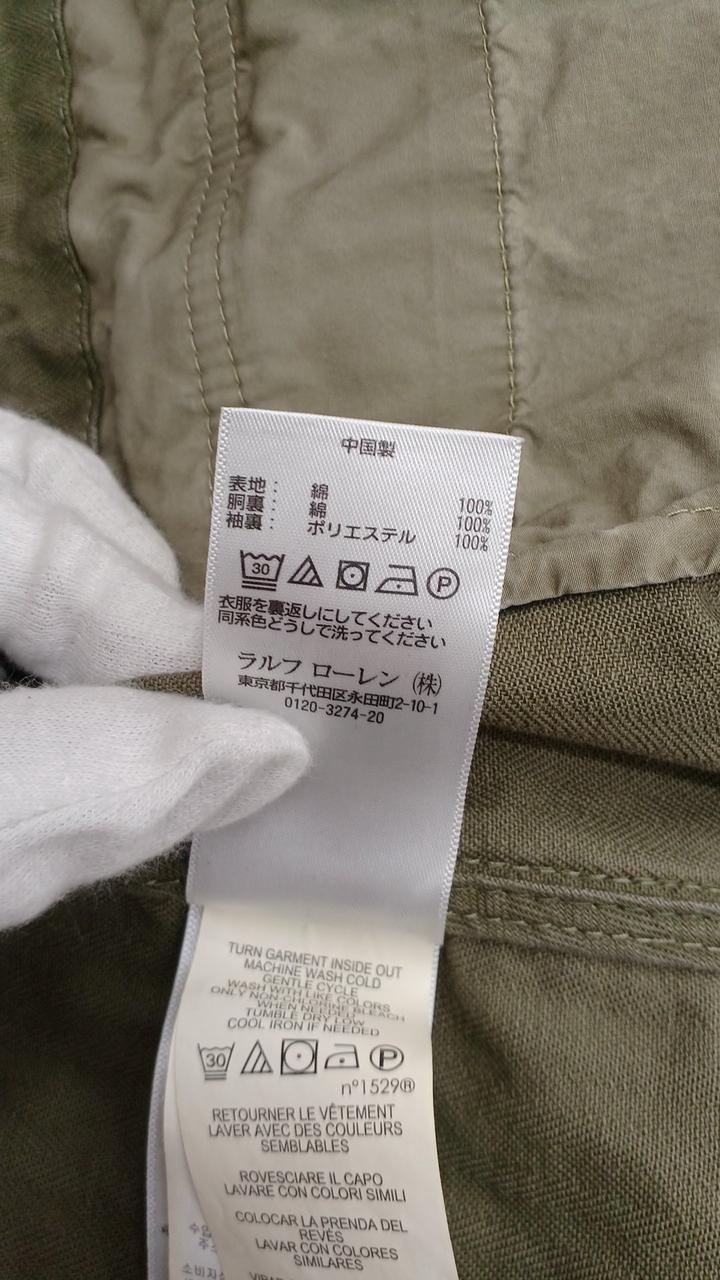 中国製
表地： 綿 100%
胴裏： 綿 100%
袖裏： ポリエステル 100%
30 P
衣服を裏返しにしてください
同系色どうしで洗ってください
ラルフ ローレン (株)
東京都千代田区永田町2-10-1
0120-3274-20
TURN GARMENT INSIDE OUT
MACHINE WASH COLD
GENTLE CYCLE
WASH WITH LIKE COLORS
ONLY NON-CHLORINE BLEACH
WHEN NEEDED
TUMBLE DRY LOW
COOL IRON IF NEEDED
30 P
nº1529®
RETOURNER LE VÊTEMENT
LAVER AVEC DES COULEURS
SEMBLABLES
ROVESCIARE IL CAPO
LAVARE CON COLORI SIMILI
COLOCAR LA PRENDA DEL
REVÉS
LAVAR CON COLORES
SIMILARES